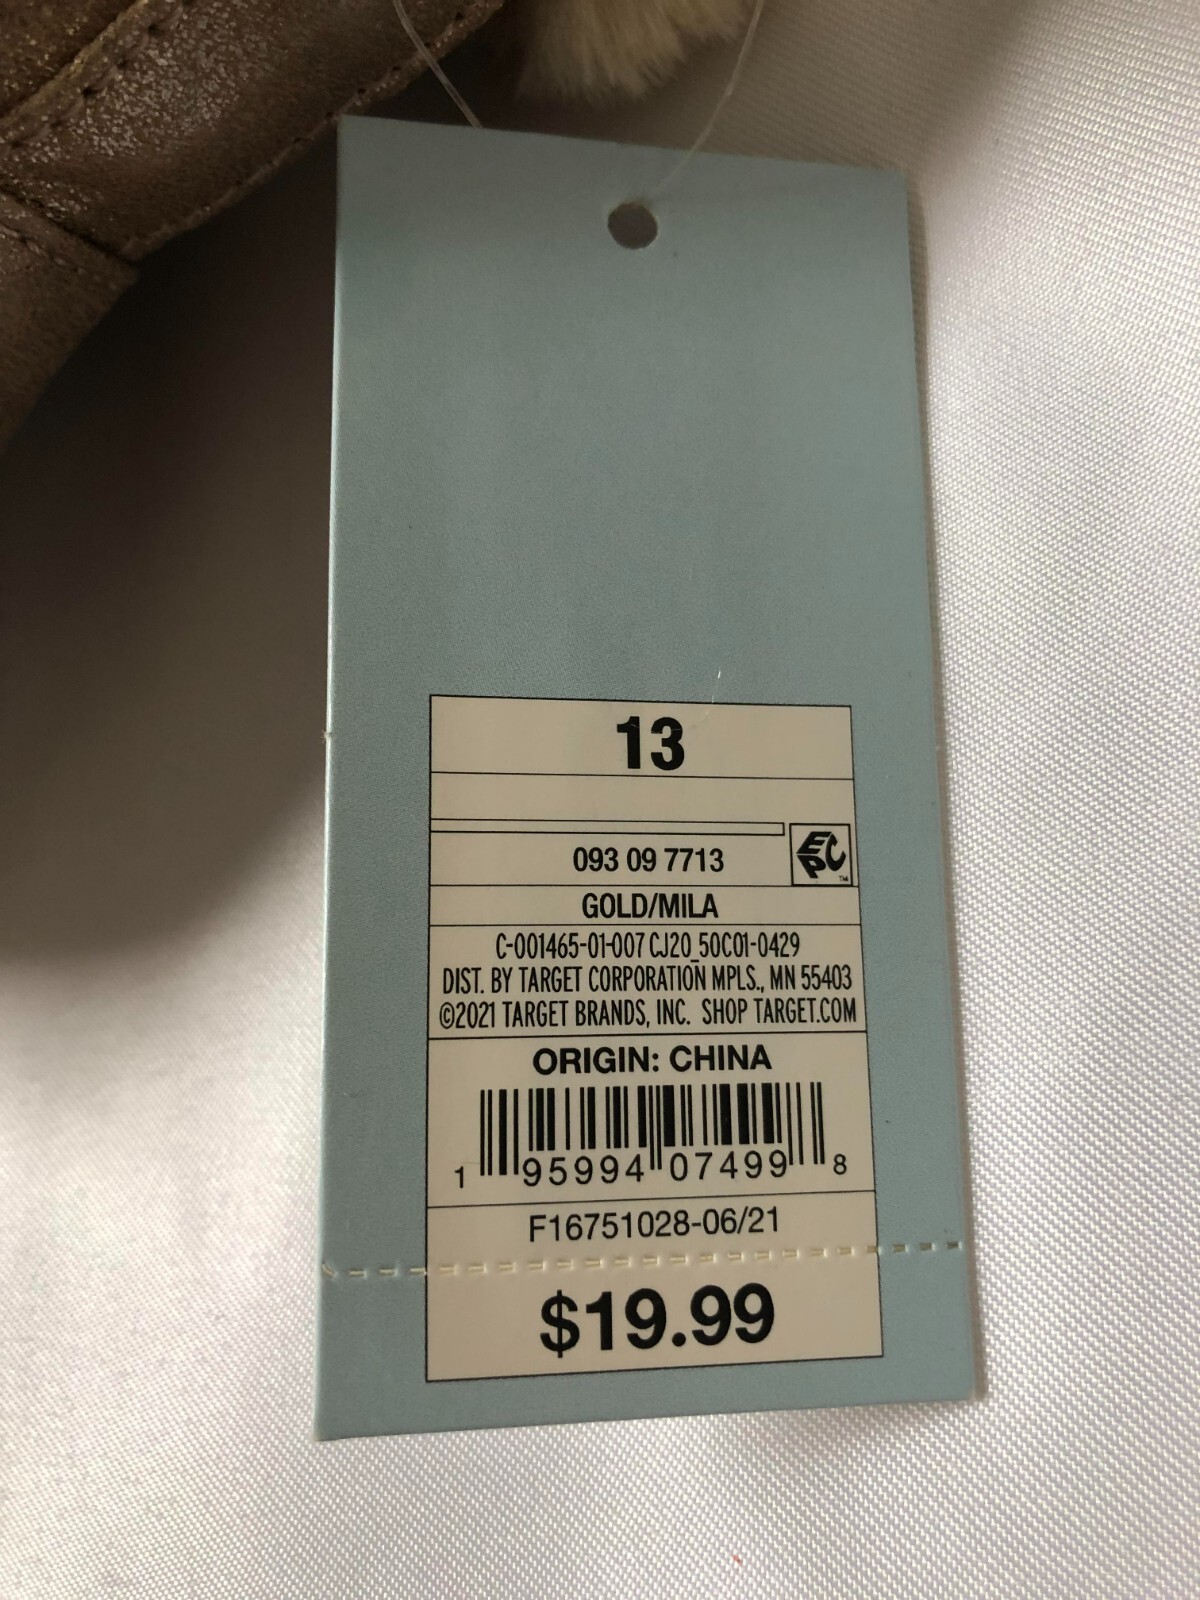 13
093 09 7713
EPC
TM
GOLD/MILA
C-001465-01-007 CJ20_50C01-0429
DIST. BY TARGET CORPORATION MPLS., MN 55403
©2021 TARGET BRANDS, INC. SHOP TARGET.COM
ORIGIN: CHINA
1 95994 07499 8
F16751028-06/21
$19.99